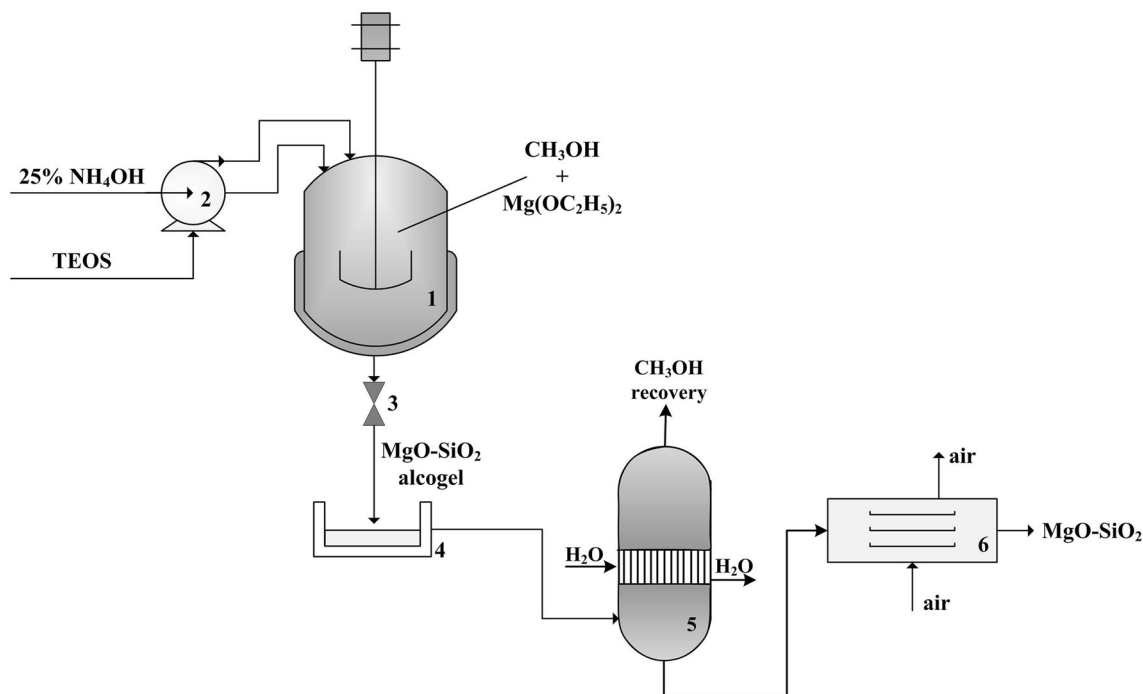 25% NH₄OH
2
TEOS
CH₃OH
+
Mg(OC₂H₅)₂
1
3
MgO-SiO₂
alcogel
4
CH₃OH
recovery
H₂O
H₂O
5
air
6
MgO-SiO₂
air